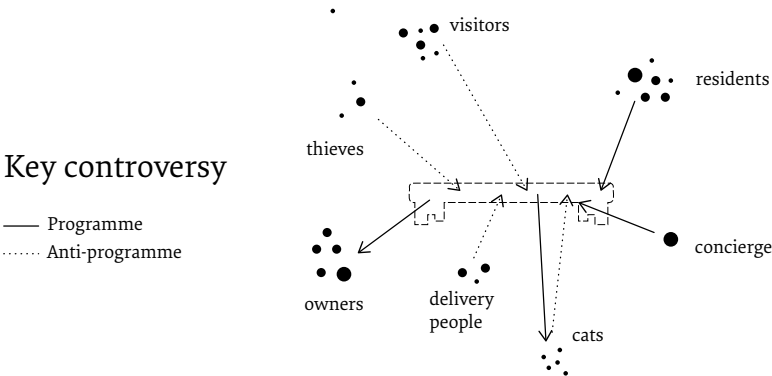 visitors
residents
thieves
Key controversy
Programme
Anti-programme
concierge
owners
delivery
people
cats